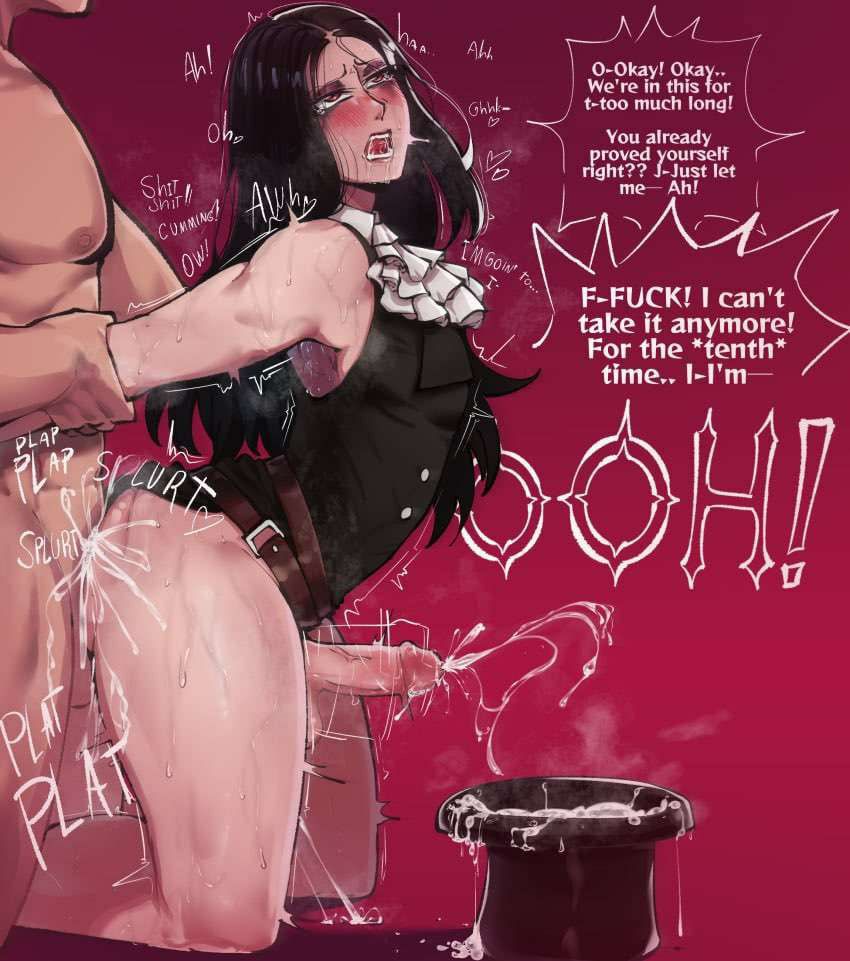 Ah!
haa..
Ahh
Oh♥
Ghhk–
♥
SHIT
SHIT!!
CUMMING!
OW!
Aluh♥
I'M GOIN' TO...
I-
O-Okay! Okay..
We're in this for
t-too much long!
You already
proved yourself
right?? J-Just let
me— Ah!
F-FUCK! I can't
take it anymore!
For the *tenth*
time.. I-I'm—
OOH!
PLAP
PLAP
SPLURT♥
SPLURT
PLAT
PLAT